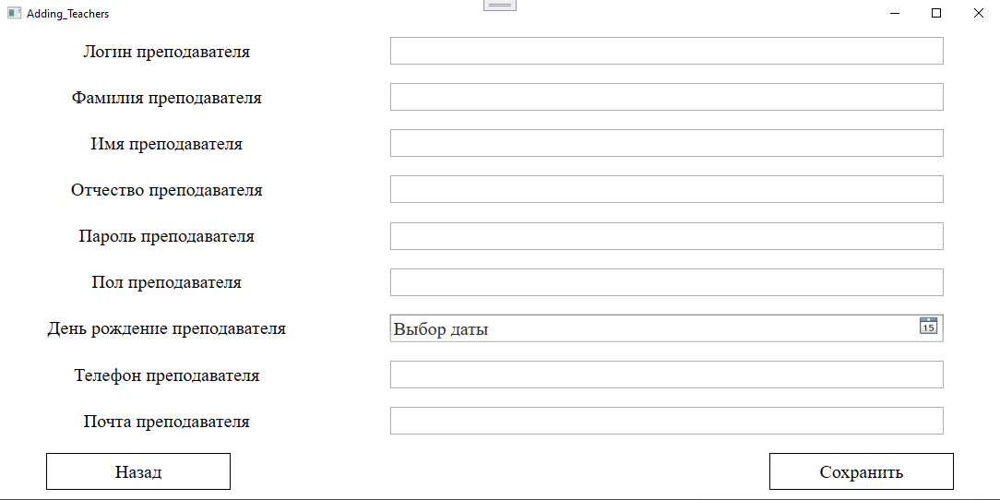 Adding_Teachers
Логин преподавателя
Фамилия преподавателя
Имя преподавателя
Отчество преподавателя
Пароль преподавателя
Пол преподавателя
День рождение преподавателя
Выбор даты
15
Телефон преподавателя
Почта преподавателя
Назад
Сохранить